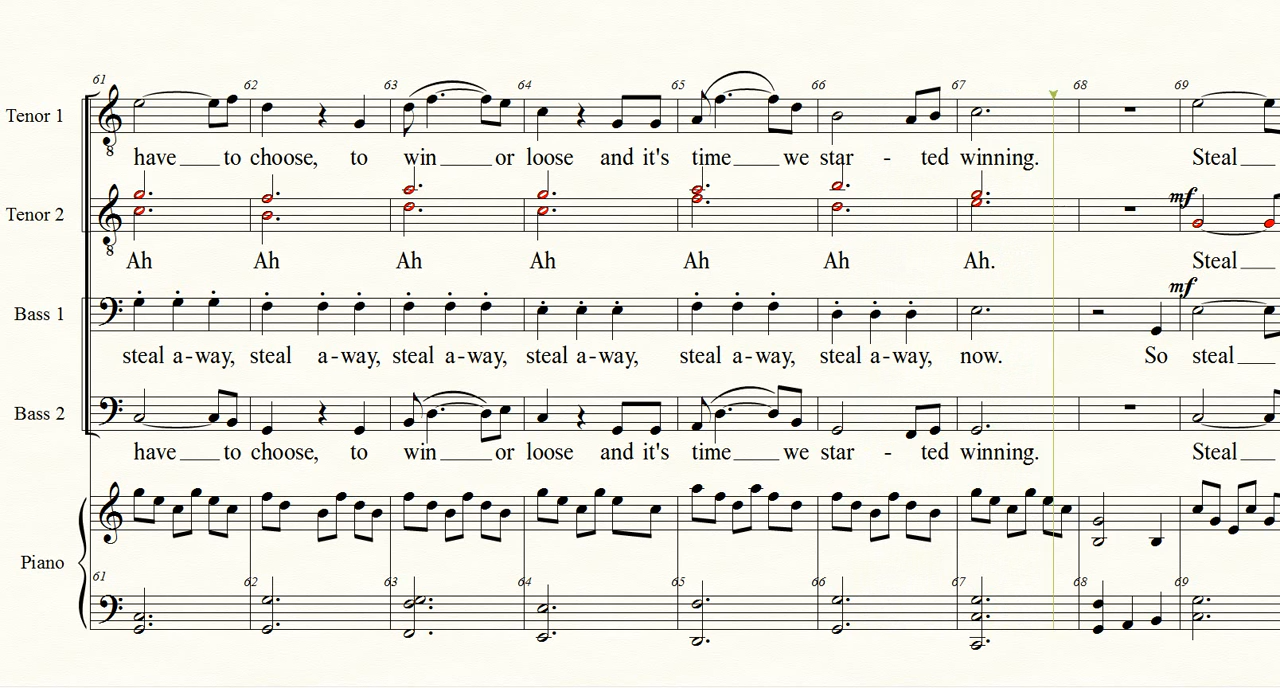 61 62 63 64 65 66 67 68 69
Tenor 1
8
have to choose, to win or loose and it's time we star - ted winning. Steal
Tenor 2
8
mf
Ah Ah Ah Ah Ah Ah Ah. Steal
Bass 1
mf
steal a-way, steal a-way, steal a-way, steal a-way, steal a-way, steal a-way, now. So steal
Bass 2
have to choose, to win or loose and it's time we star - ted winning. Steal
Piano
61 62 63 64 65 66 67 68 69